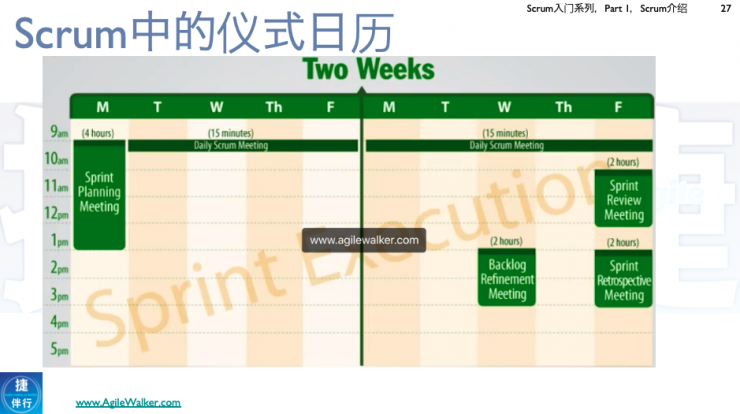 Scrum入门系列，Part 1，Scrum介绍 27
Scrum中的仪式日历
Two Weeks
M T W Th F M T W Th F
9am
10am
11am
12pm
1pm
2pm
3pm
4pm
5pm
(4 hours)
Sprint
Planning
Meeting
(15 minutes)
Daily Scrum Meeting
(15 minutes)
Daily Scrum Meeting
(2 hours)
Sprint
Review
Meeting
Sprint Execution
www.agilewalker.com
(2 hours)
Backlog
Refinement
Meeting
(2 hours)
Sprint
Retrospective
Meeting
捷
伴行
www.AgileWalker.com